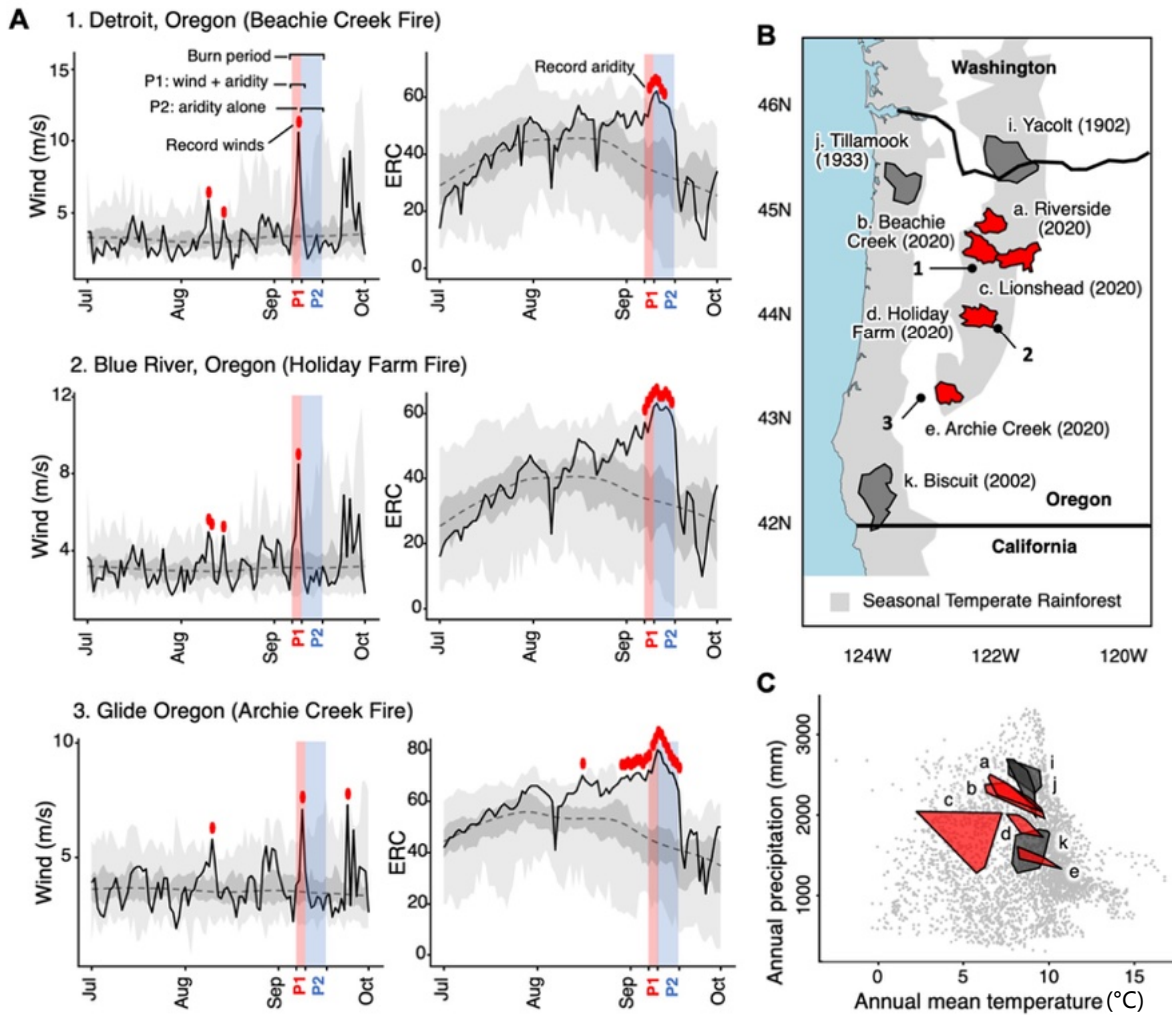 A
1. Detroit, Oregon (Beachie Creek Fire)
Burn period
P1: wind + aridity
P2: aridity alone
Record winds
Wind (m/s)
15
10
5
Jul
Aug
Sep
P1
P2
Oct
Record aridity
ERC
60
40
20
0
Jul
Aug
Sep
P1
P2
Oct
2. Blue River, Oregon (Holiday Farm Fire)
Wind (m/s)
12
8
4
Jul
Aug
Sep
P1
P2
Oct
ERC
60
40
20
0
Jul
Aug
Sep
P1
P2
Oct
3. Glide Oregon (Archie Creek Fire)
Wind (m/s)
10
5
Jul
Aug
Sep
P1
P2
Oct
ERC
80
60
40
20
0
Jul
Aug
Sep
P1
P2
Oct
B
Washington
46N
45N
44N
43N
42N
i. Yacolt (1902)
j. Tillamook
(1933)
a. Riverside
(2020)
b. Beachie
Creek (2020)
1
c. Lionshead (2020)
d. Holiday
Farm (2020)
2
3
e. Archie Creek (2020)
k. Biscuit (2002)
Oregon
California
Seasonal Temperate Rainforest
124W
122W
120W
C
Annual precipitation (mm)
3000
2000
1000
a
b
c
d
i
j
k
e
0
5
10
15
Annual mean temperature (°C)